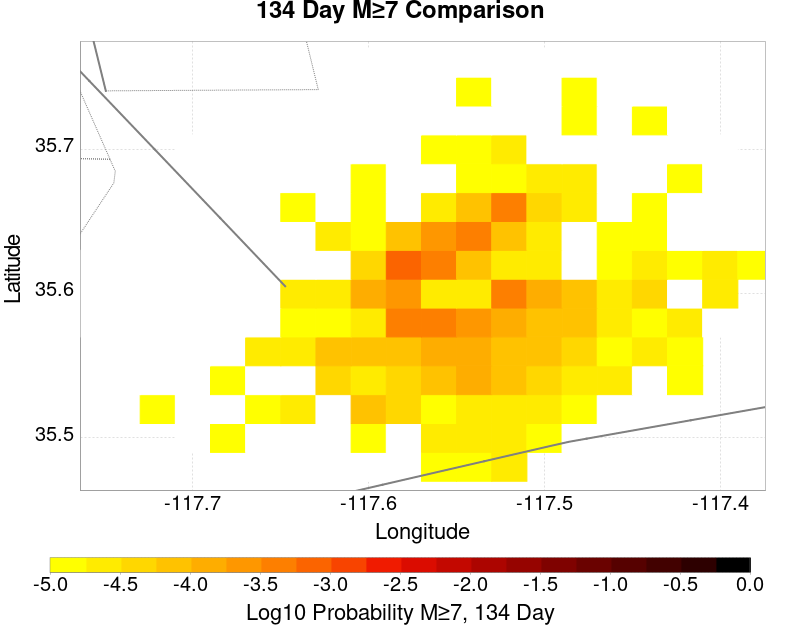 134 Day M≥7 Comparison
35.7
35.6
35.5
Latitude
-117.7 -117.6 -117.5 -117.4
Longitude
-5.0 -4.5 -4.0 -3.5 -3.0 -2.5 -2.0 -1.5 -1.0 -0.5 0.0
Log10 Probability M≥7, 134 Day